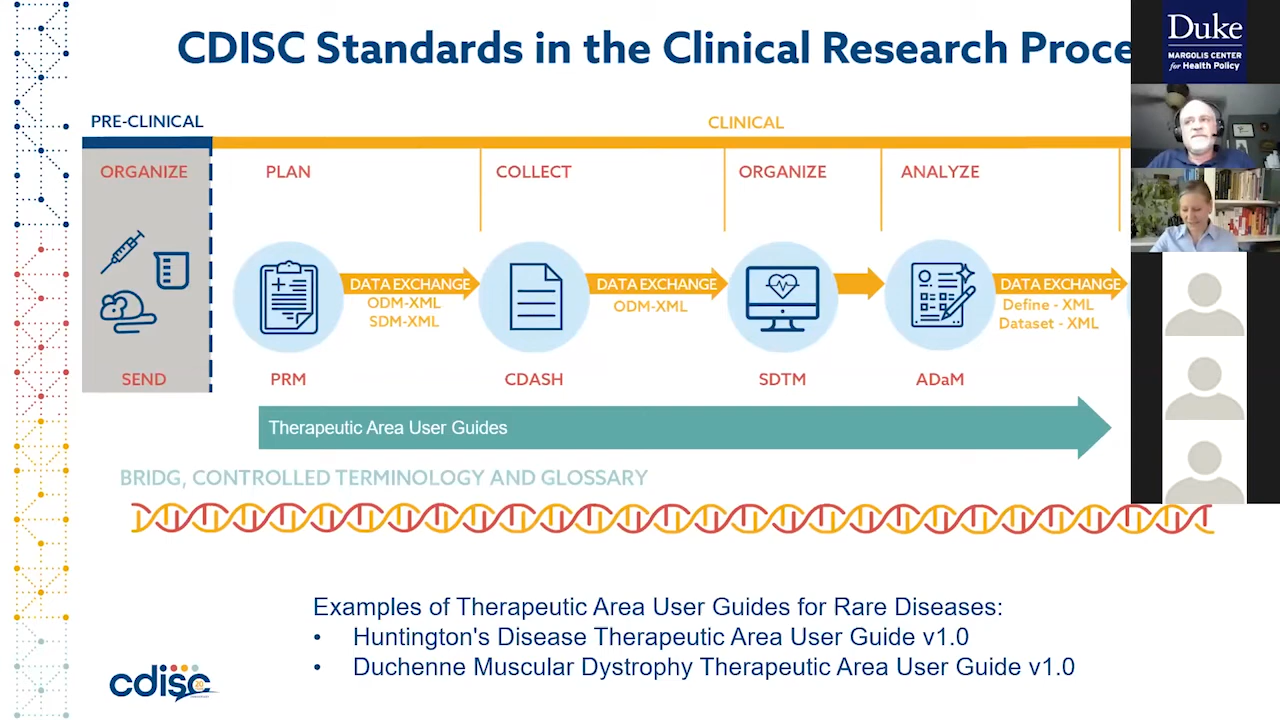 CDISC Standards in the Clinical Research Proce
Duke
MARGOLIS CENTER
for Health Policy
PRE-CLINICAL
CLINICAL
ORGANIZE
PLAN
COLLECT
ORGANIZE
ANALYZE
DATA EXCHANGE
ODM-XML
SDM-XML
DATA EXCHANGE
ODM-XML
DATA EXCHANGE
Define - XML
Dataset - XML
SEND
PRM
CDASH
SDTM
ADaM
Therapeutic Area User Guides
BRIDG, CONTROLLED TERMINOLOGY AND GLOSSARY
Examples of Therapeutic Area User Guides for Rare Diseases:
• Huntington's Disease Therapeutic Area User Guide v1.0
• Duchenne Muscular Dystrophy Therapeutic Area User Guide v1.0
cdisc